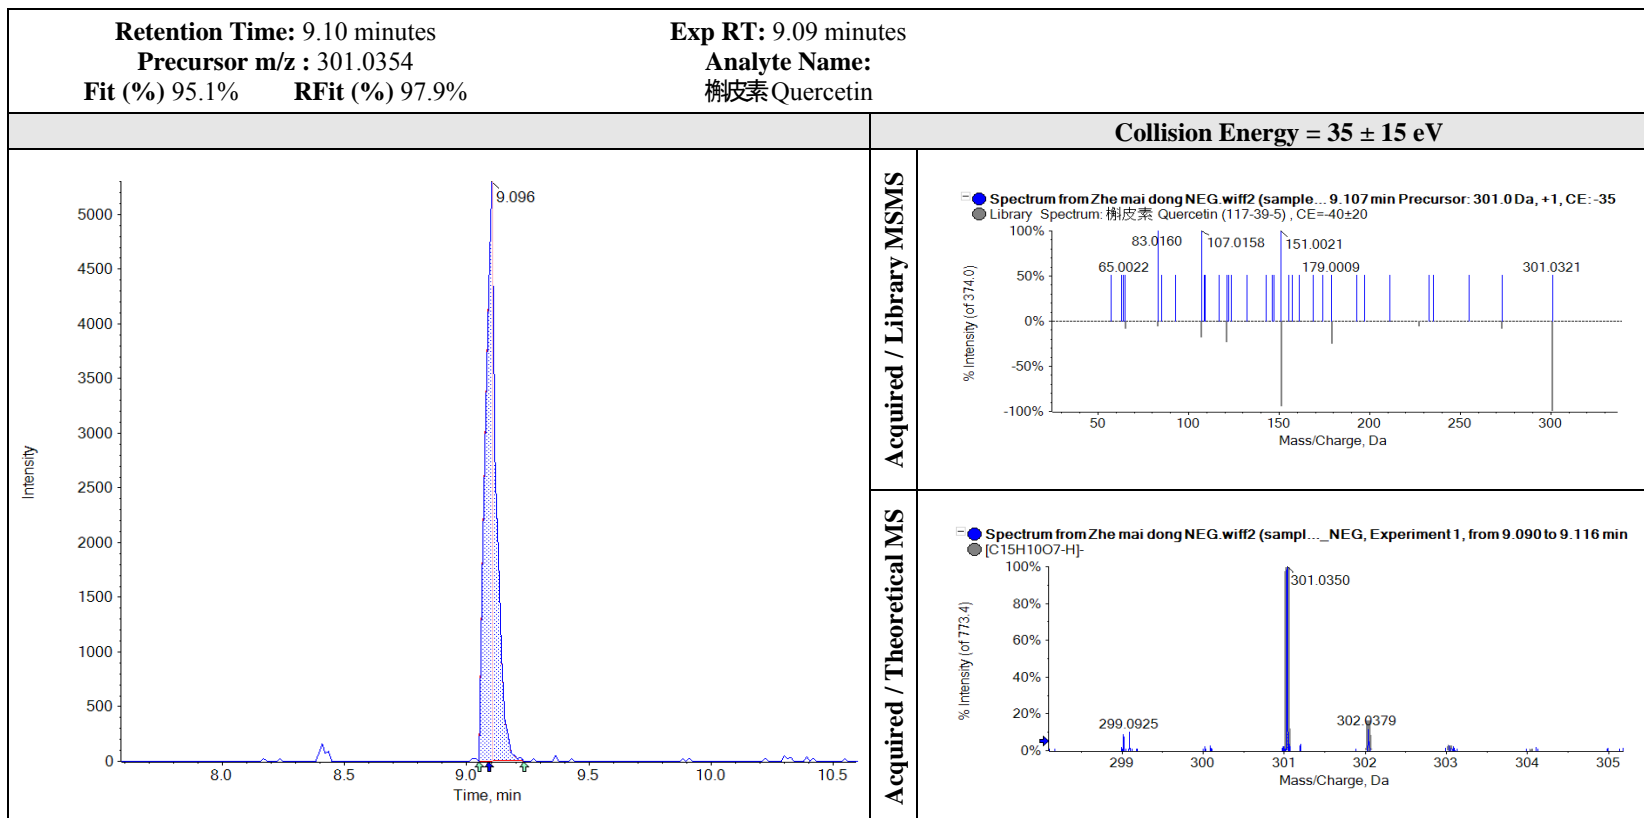 Retention Time: 9.10 minutes
Exp RT: 9.09 minutes
Precursor m/z : 301.0354
Analyte Name:
Fit (%) 95.1% RFit (%) 97.9%
槲皮素Quercetin
Collision Energy = 35 ± 15 eV
9.096
Intensity
5000
4500
4000
3500
3000
2500
2000
1500
1000
500
0
8.0 8.5 9.0 9.5 10.0 10.5
Time, min
Acquired / Library MSMS
Spectrum from Zhe mai dong NEG.wiff2 (sample... 9.107 min Precursor: 301.0 Da, +1, CE: -35
Library Spectrum: 槲皮素 Quercetin (117-39-5) , CE=-40±20
% Intensity (of 374.0)
100%
50%
0%
-50%
-100%
83.0160 107.0158 151.0021
65.0022 179.0009 301.0321
50 100 150 200 250 300
Mass/Charge, Da
Acquired / Theoretical MS
Spectrum from Zhe mai dong NEG.wiff2 (sampl..._NEG, Experiment 1, from 9.090 to 9.116 min
[C15H10O7-H]-
% Intensity (of 773.4)
100%
80%
60%
40%
20%
0%
301.0350
299.0925 302.0379
299 300 301 302 303 304 305
Mass/Charge, Da